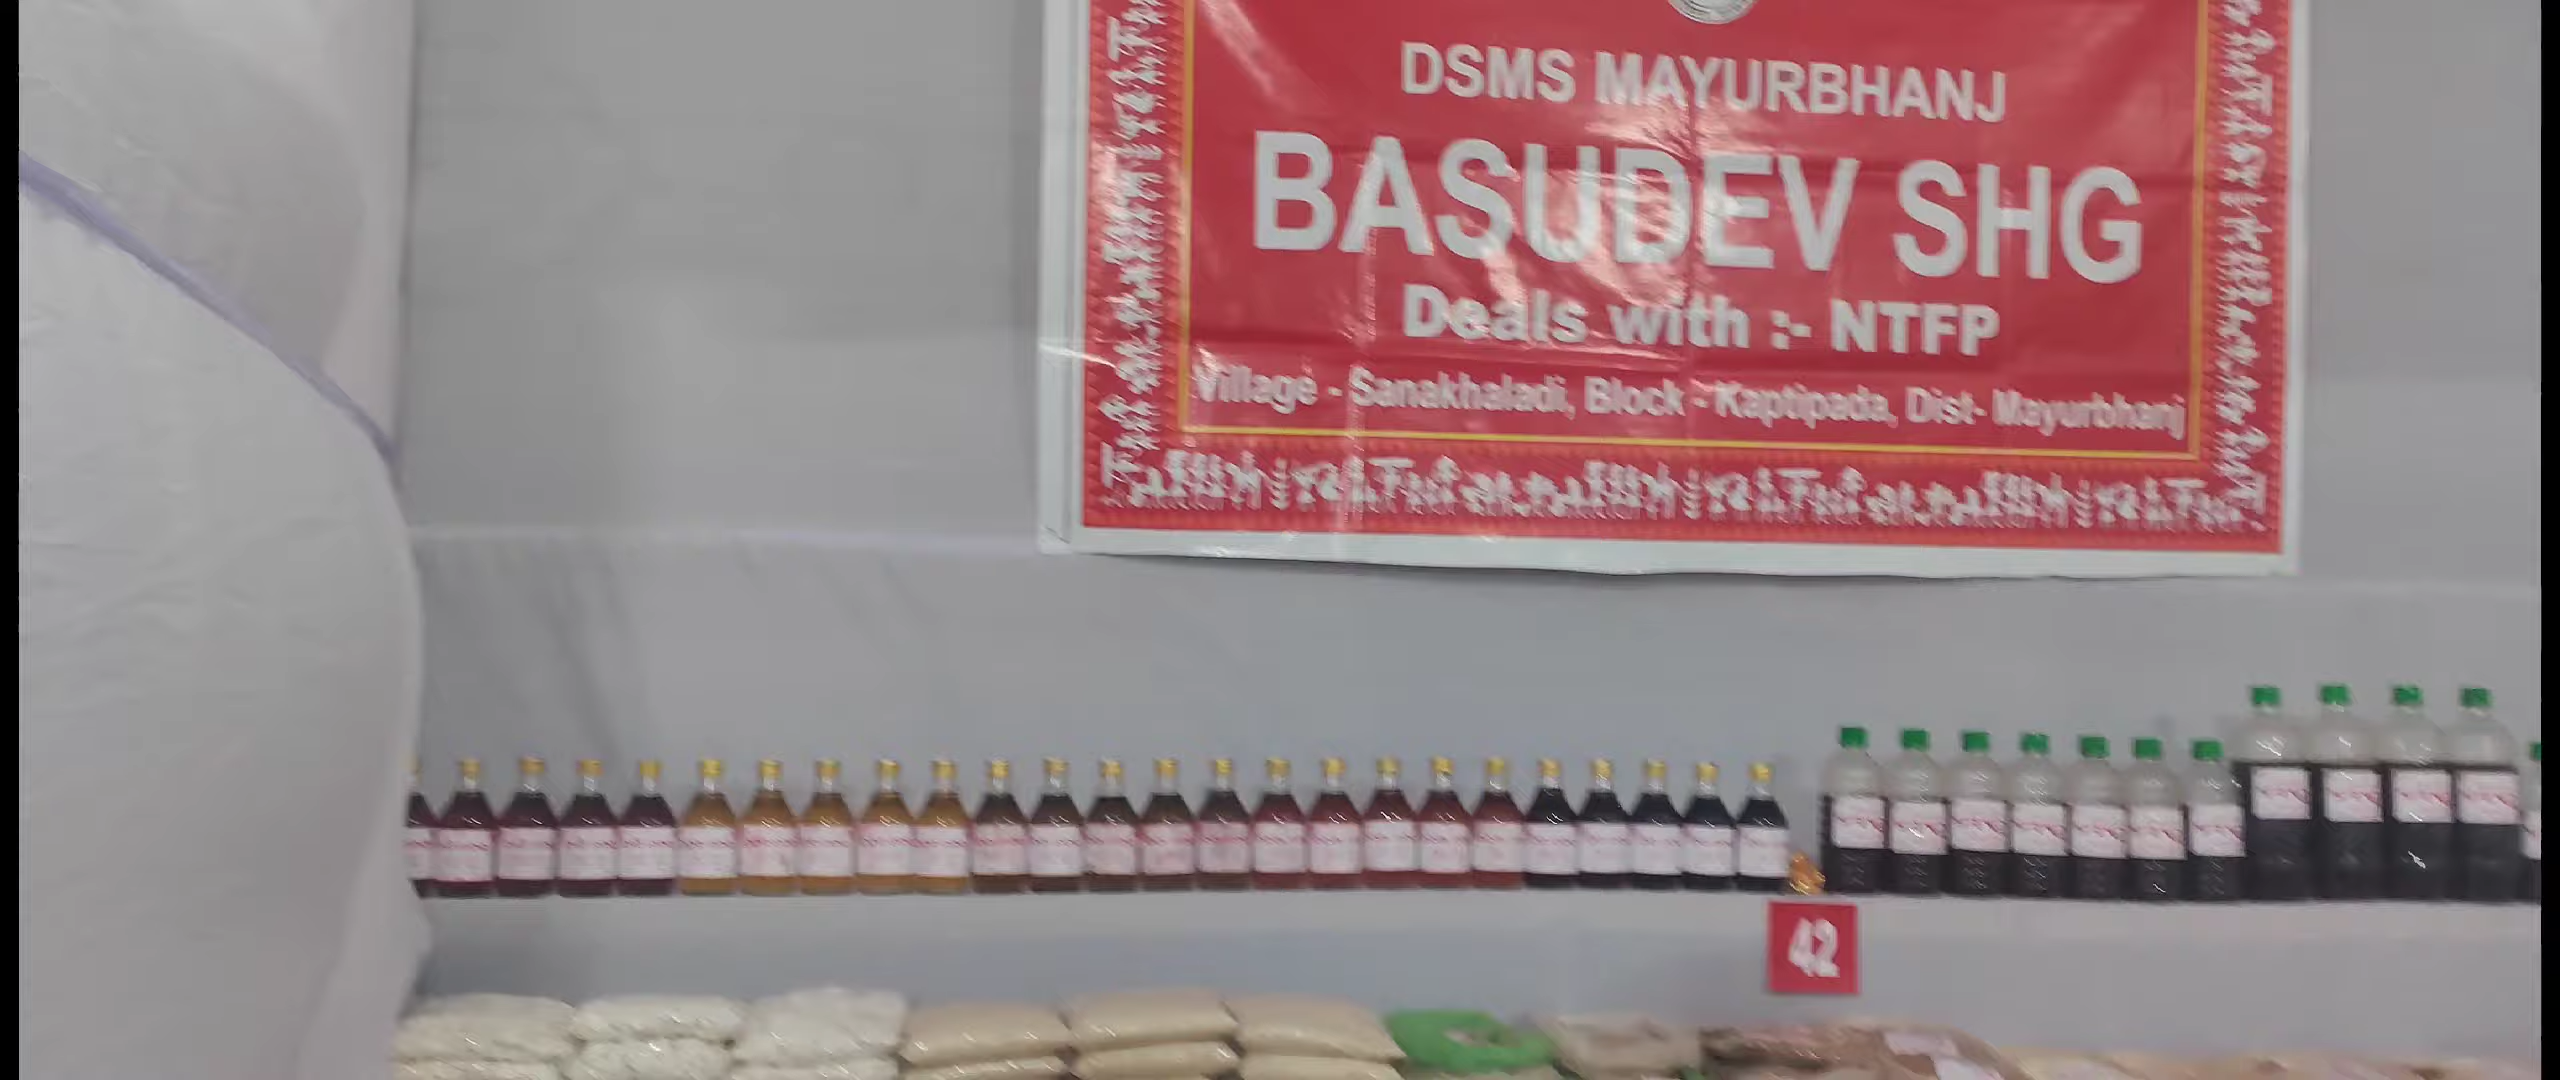 DSMS MAYURBHANJ
BASUDEV SHG
Deals with :- NTFP
Village - Sanakhaladi, Block - Kaptipada, Dist- Mayurbhanj
42